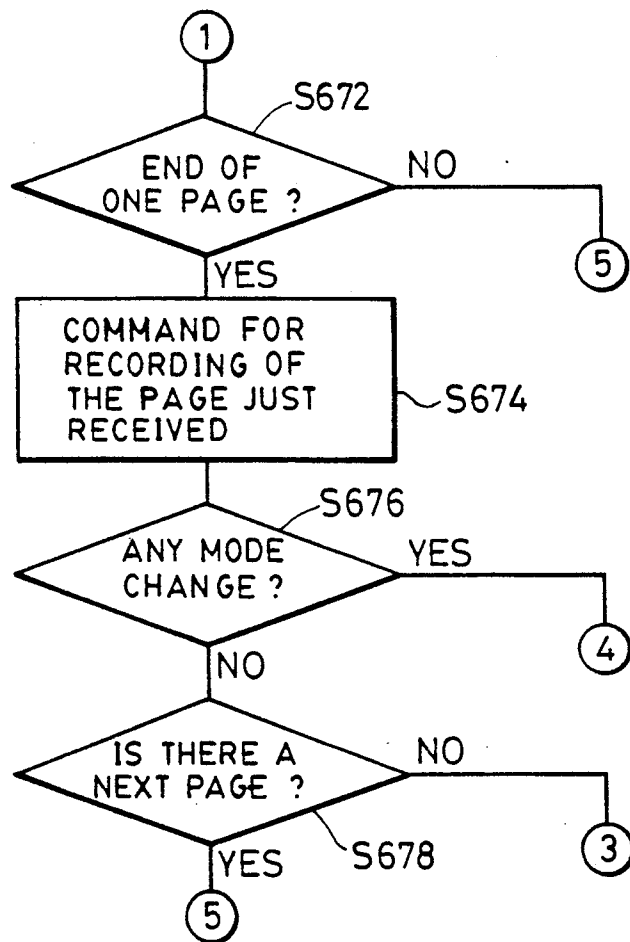 1
S672
END OF
ONE PAGE ?
NO
5
YES
COMMAND FOR
RECORDING OF
THE PAGE JUST
RECEIVED
S674
S676
ANY MODE
CHANGE ?
YES
4
NO
IS THERE A
NEXT PAGE ?
NO
3
S678
YES
5